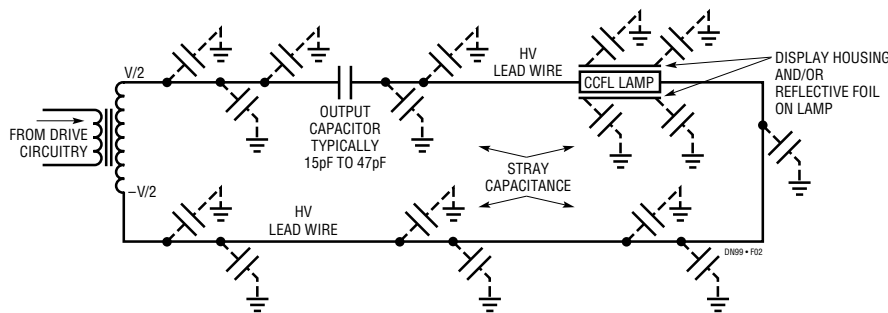 V/2
HV
LEAD WIRE
CCFL LAMP
DISPLAY HOUSING
AND/OR
REFLECTIVE FOIL
ON LAMP
FROM DRIVE
CIRCUITRY
OUTPUT
CAPACITOR
TYPICALLY
15pF TO 47pF
STRAY
CAPACITANCE
–V/2
HV
LEAD WIRE
DN99 • F02